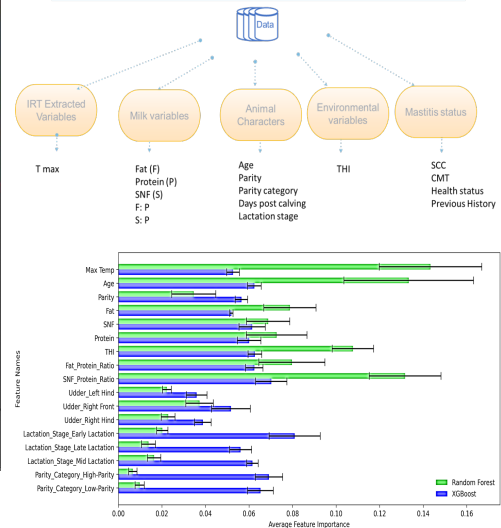 Data
IRT Extracted
Variables
Milk variables
Animal
Characters
Environmental
variables
Mastitis status
T max
Fat (F)
Protein (P)
SNF (S)
F: P
S: P
Age
Parity
Parity category
Days post calving
Lactation stage
THI
SCC
CMT
Health status
Previous History
Feature Names
Max Temp
Age
Parity
Fat
SNF
Protein
THI
Fat_Protein_Ratio
SNF_Protein_Ratio
Udder_Left Hind
Udder_Right Front
Udder_Right Hind
Lactation_Stage_Early Lactation
Lactation_Stage_Late Lactation
Lactation_Stage_Mid Lactation
Parity_Category_High-Parity
Parity_Category_Low-Parity
Random Forest
XGBoost
0.00 0.02 0.04 0.06 0.08 0.10 0.12 0.14 0.16
Average Feature Importance